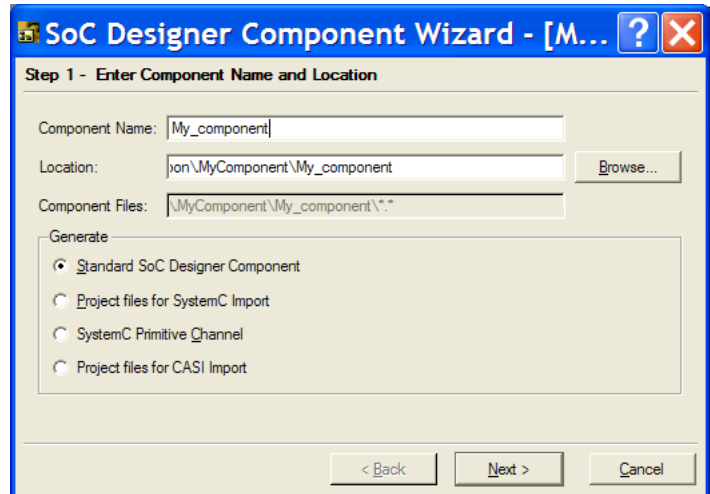 SoC Designer Component Wizard - [M... ?
Step 1 - Enter Component Name and Location
Component Name: My_component
Location: on\MyComponent\My_component Browse...
Component Files: \MyComponent\My_component\*.*
Generate
Standard SoC Designer Component
Project files for SystemC Import
SystemC Primitive Channel
Project files for CASI Import
< Back Next > Cancel